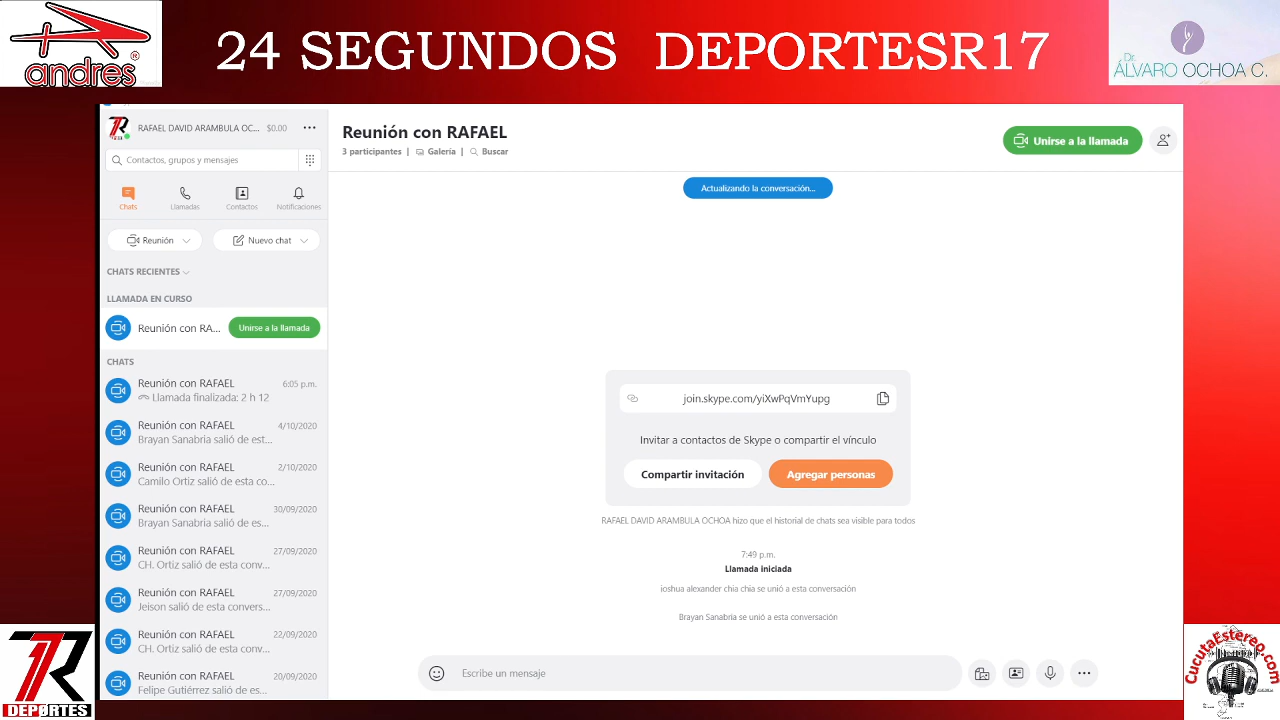 andres
24 SEGUNDOS DEPORTESR17
Dr.
ÁLVARO OCHOA C.
RAFAEL DAVID ARAMBULA OC... $0.00
Contactos, grupos y mensajes
Chats Llamadas Contactos Notificaciones
Reunión Nuevo chat
CHATS RECIENTES
LLAMADA EN CURSO
Reunión con RA... Unirse a la llamada
CHATS
Reunión con RAFAEL 6:05 p.m.
Llamada finalizada: 2 h 12
Reunión con RAFAEL 4/10/2020
Brayan Sanabria salió de est...
Reunión con RAFAEL 2/10/2020
Camilo Ortiz salió de esta co...
Reunión con RAFAEL 30/09/2020
Brayan Sanabria salió de es...
Reunión con RAFAEL 27/09/2020
CH. Ortiz salió de esta conv...
Reunión con RAFAEL 27/09/2020
Jeison salió de esta convers...
Reunión con RAFAEL 22/09/2020
CH. Ortiz salió de esta conv...
Reunión con RAFAEL 20/09/2020
Felipe Gutiérrez salió de es...
Reunión con RAFAEL
3 participantes | Galería | Buscar
Unirse a la llamada
Actualizando la conversación...
join.skype.com/yiXwPqVmYupg
Invitar a contactos de Skype o compartir el vínculo
Compartir invitación Agregar personas
RAFAEL DAVID ARAMBULA OCHOA hizo que el historial de chats sea visible para todos
7:49 p.m.
Llamada iniciada
ioshua alexander chia chia se unió a esta conversación
Brayan Sanabria se unió a esta conversación
Escribe un mensaje
R
DEPORTES
CucutaEstereo.com